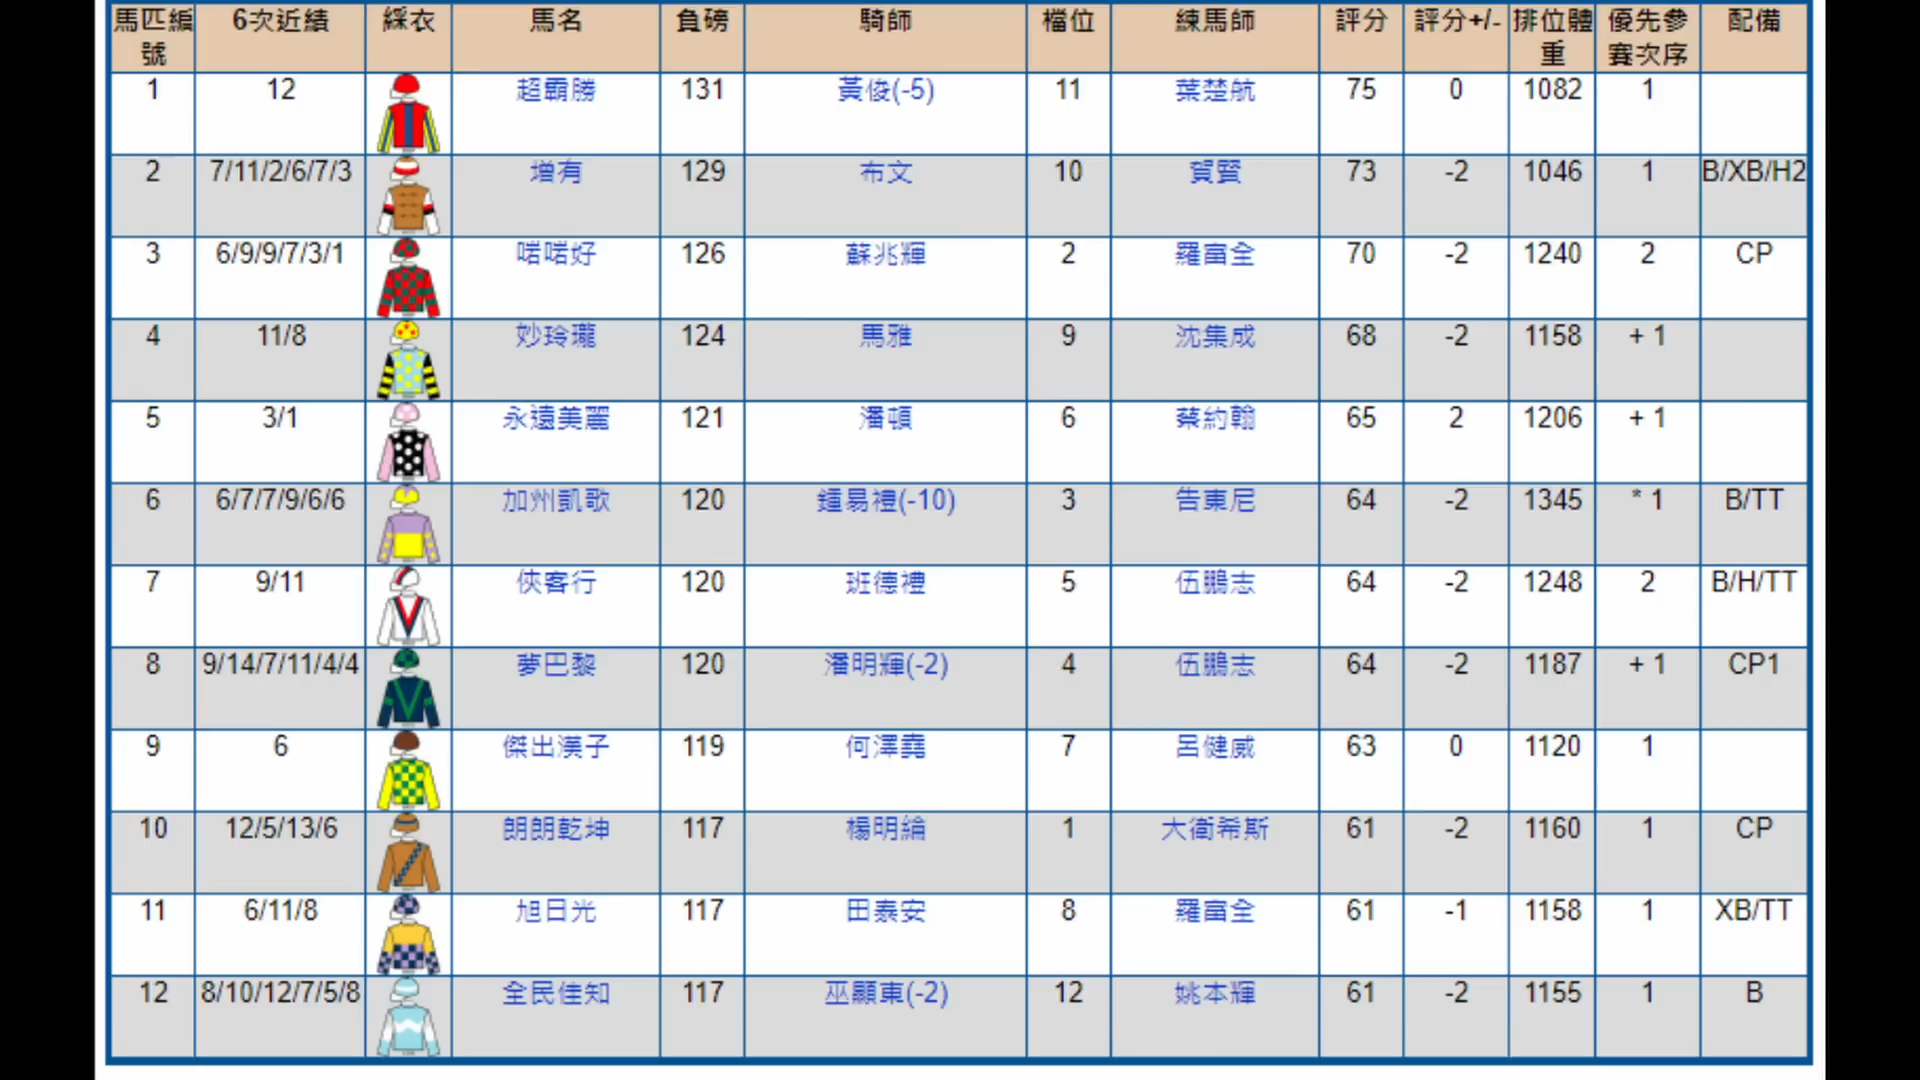 馬匹編號 6次近績 綵衣 馬名 負磅 騎師 檔位 練馬師 評分 評分+/- 排位體重 優先參賽次序 配備
1 12 超霸勝 131 黃俊(-5) 11 葉楚航 75 0 1082 1
2 7/11/2/6/7/3 增有 129 布文 10 賀賢 73 -2 1046 1 B/XB/H2
3 6/9/9/7/3/1 啱啱好 126 蘇兆輝 2 羅富全 70 -2 1240 2 CP
4 11/8 妙玲瓏 124 馬雅 9 沈集成 68 -2 1158 + 1
5 3/1 永遠美麗 121 潘頓 6 蔡約翰 65 2 1206 + 1
6 6/7/7/9/6/6 加州凱歌 120 鍾易禮(-10) 3 告東尼 64 -2 1345 * 1 B/TT
7 9/11 俠客行 120 班德禮 5 伍鵬志 64 -2 1248 2 B/H/TT
8 9/14/7/11/4/4 夢巴黎 120 潘明輝(-2) 4 伍鵬志 64 -2 1187 + 1 CP1
9 6 傑出漢子 119 何澤堯 7 呂健威 63 0 1120 1
10 12/5/13/6 朗朗乾坤 117 楊明綸 1 大衛希斯 61 -2 1160 1 CP
11 6/11/8 旭日光 117 田泰安 8 羅富全 61 -1 1158 1 XB/TT
12 8/10/12/7/5/8 全民佳知 117 巫顯東(-2) 12 姚本輝 61 -2 1155 1 B